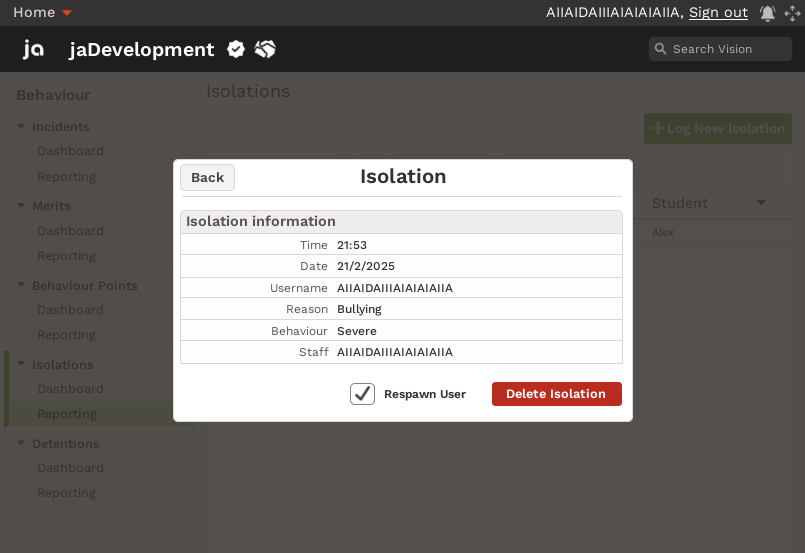 Home
AIIAIDAIIIAIAIAIAIIA, Sign out
ja jaDevelopment
Search Vision
Behaviour
Isolations
Incidents
Log New Isolation
Dashboard
Reporting
Merits
Student
Dashboard
Alex
Reporting
Behaviour Points
Dashboard
Reporting
Isolations
Dashboard
Reporting
Detentions
Dashboard
Reporting
Back
Isolation
Isolation information
Time 21:53
Date 21/2/2025
Username AIIAIDAIIIAIAIAIAIIA
Reason Bullying
Behaviour Severe
Staff AIIAIDAIIIAIAIAIAIIA
Respawn User
Delete Isolation